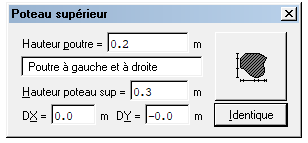 Poteau supérieur
Hauteur poutre = 0.2 m
Poutre à gauche et à droite
Hauteur poteau sup = 0.3 m
DX = 0.0 m DY = -0.0 m
Identique